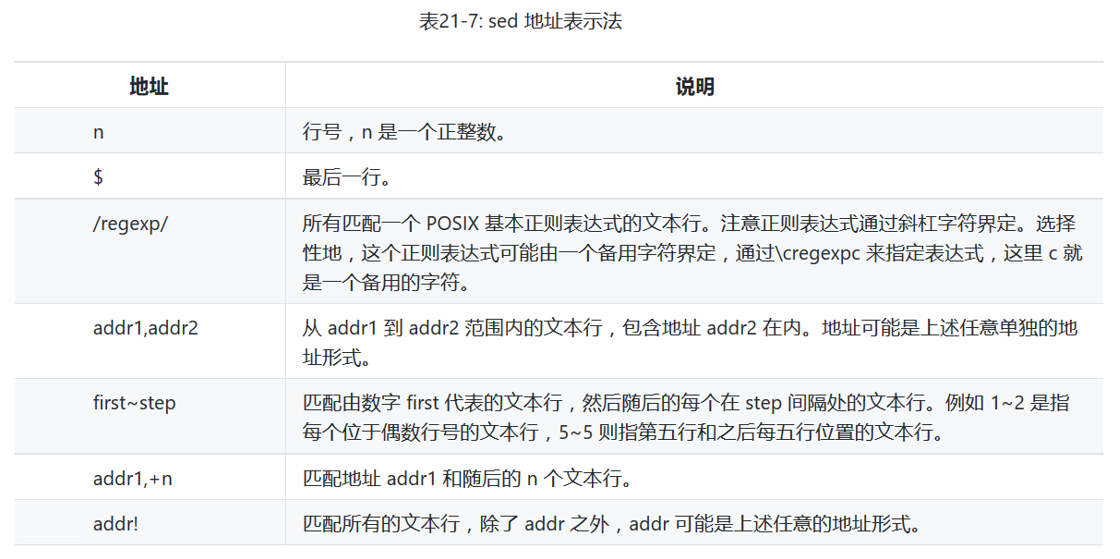 表21-7: sed 地址表示法
地址 说明
n 行号，n 是一个正整数。
$ 最后一行。
/regexp/ 所有匹配一个 POSIX 基本正则表达式的文本行。注意正则表达式通过斜杠字符界定。选择
性地，这个正则表达式可能由一个备用字符界定，通过\cregexpc 来指定表达式，这里 c 就
是一个备用的字符。
addr1,addr2 从 addr1 到 addr2 范围内的文本行，包含地址 addr2 在内。地址可能是上述任意单独的地
址形式。
first~step 匹配由数字 first 代表的文本行，然后随后的每个在 step 间隔处的文本行。例如 1~2 是指
每个位于偶数行号的文本行，5~5 则指第五行和之后每五行位置的文本行。
addr1,+n 匹配地址 addr1 和随后的 n 个文本行。
addr! 匹配所有的文本行，除了 addr 之外，addr 可能是上述任意的地址形式。